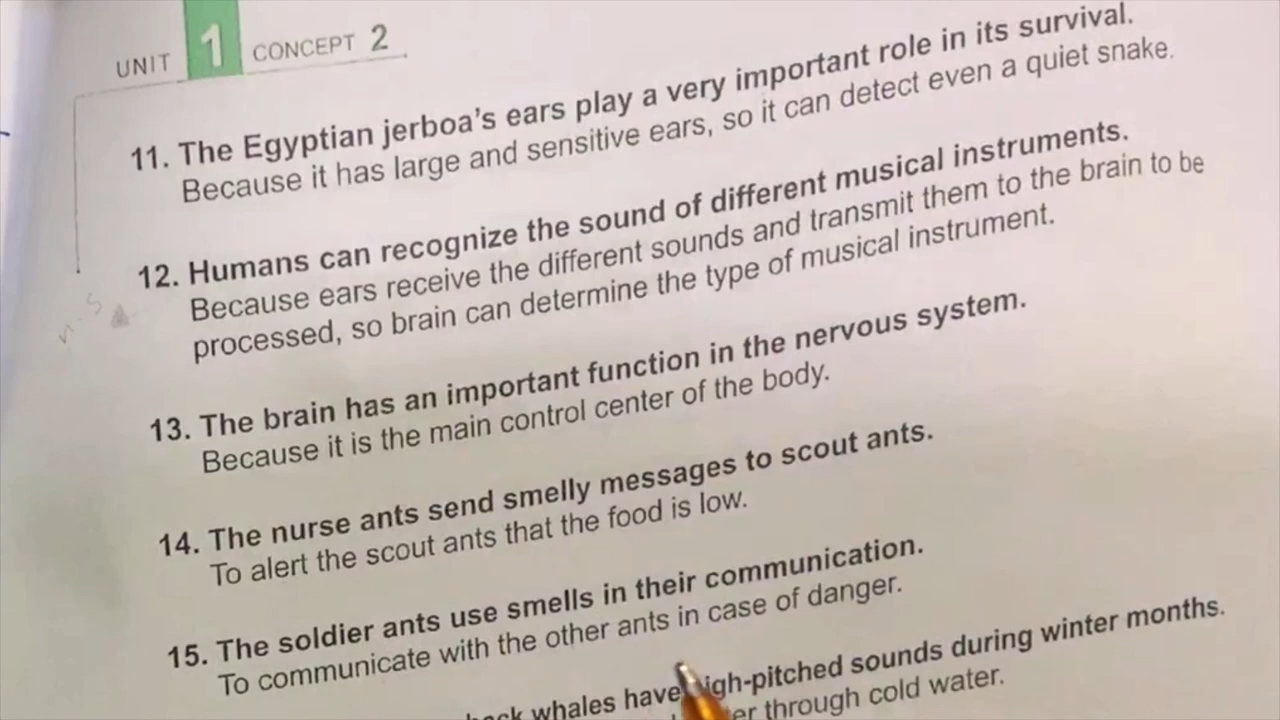 UNIT 1 CONCEPT 2
11. The Egyptian jerboa's ears play a very important role in its survival.
Because it has large and sensitive ears, so it can detect even a quiet snake.
12. Humans can recognize the sound of different musical instruments.
Because ears receive the different sounds and transmit them to the brain to be
processed, so brain can determine the type of musical instrument.
13. The brain has an important function in the nervous system.
Because it is the main control center of the body.
14. The nurse ants send smelly messages to scout ants.
To alert the scout ants that the food is low.
15. The soldier ants use smells in their communication.
To communicate with the other ants in case of danger.
whales have high-pitched sounds during winter months.
through cold water.